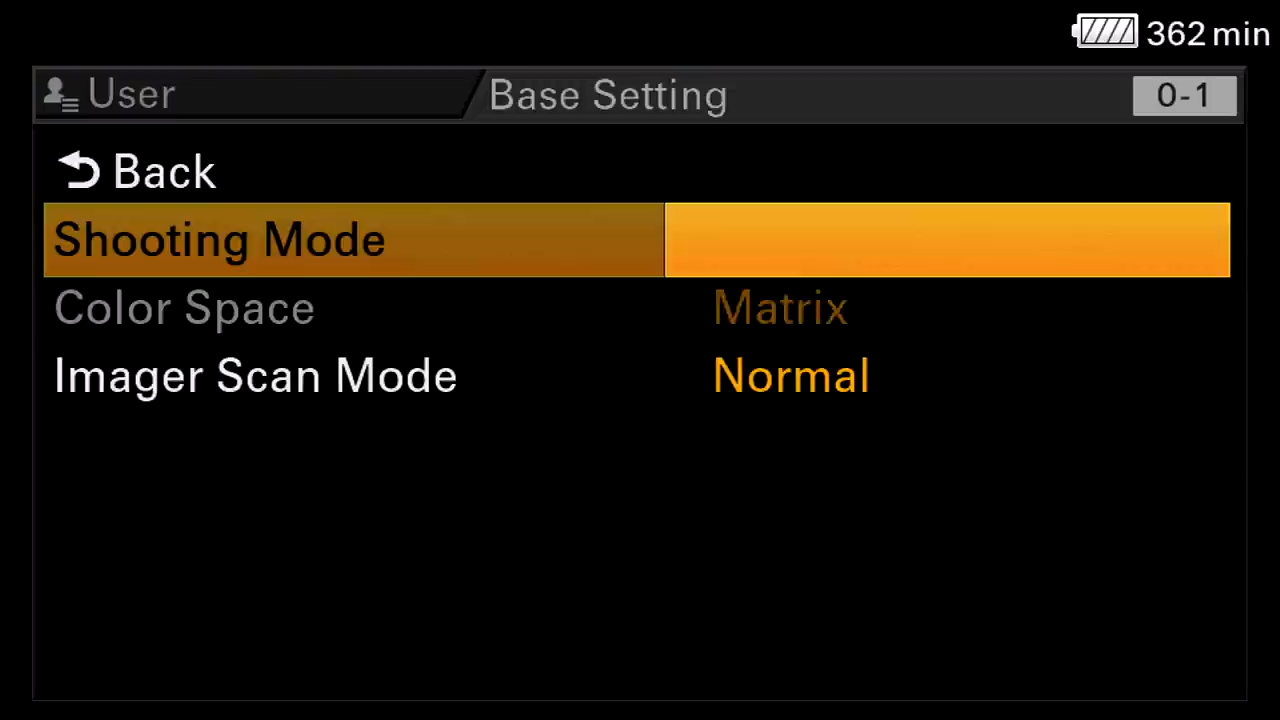 362 min
User Base Setting 0-1
Back
Shooting Mode
Color Space Matrix
Imager Scan Mode Normal